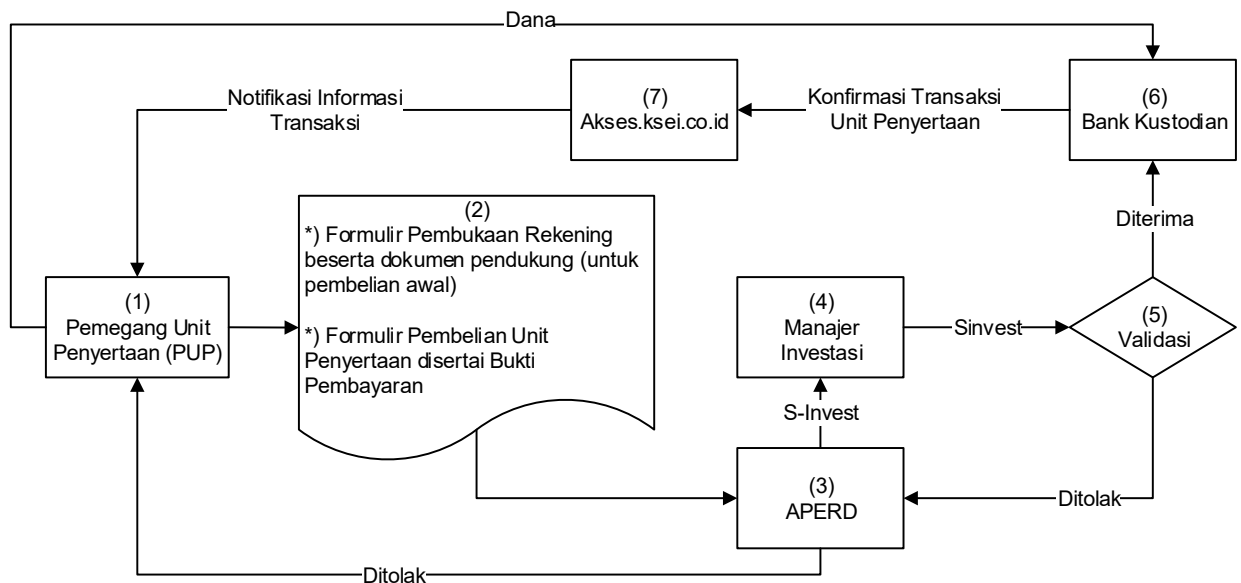 Dana
(7)
Akses.ksei.co.id
Notifikasi Informasi
Transaksi
Konfirmasi Transaksi
Unit Penyertaan
(6)
Bank Kustodian
(2)
*) Formulir Pembukaan Rekening
beserta dokumen pendukung (untuk
pembelian awal)
*) Formulir Pembelian Unit
Penyertaan disertai Bukti
Pembayaran
Diterima
(1)
Pemegang Unit
Penyertaan (PUP)
(4)
Manajer
Investasi
Sinvest
(5)
Validasi
S-Invest
(3)
APERD
Ditolak
Ditolak